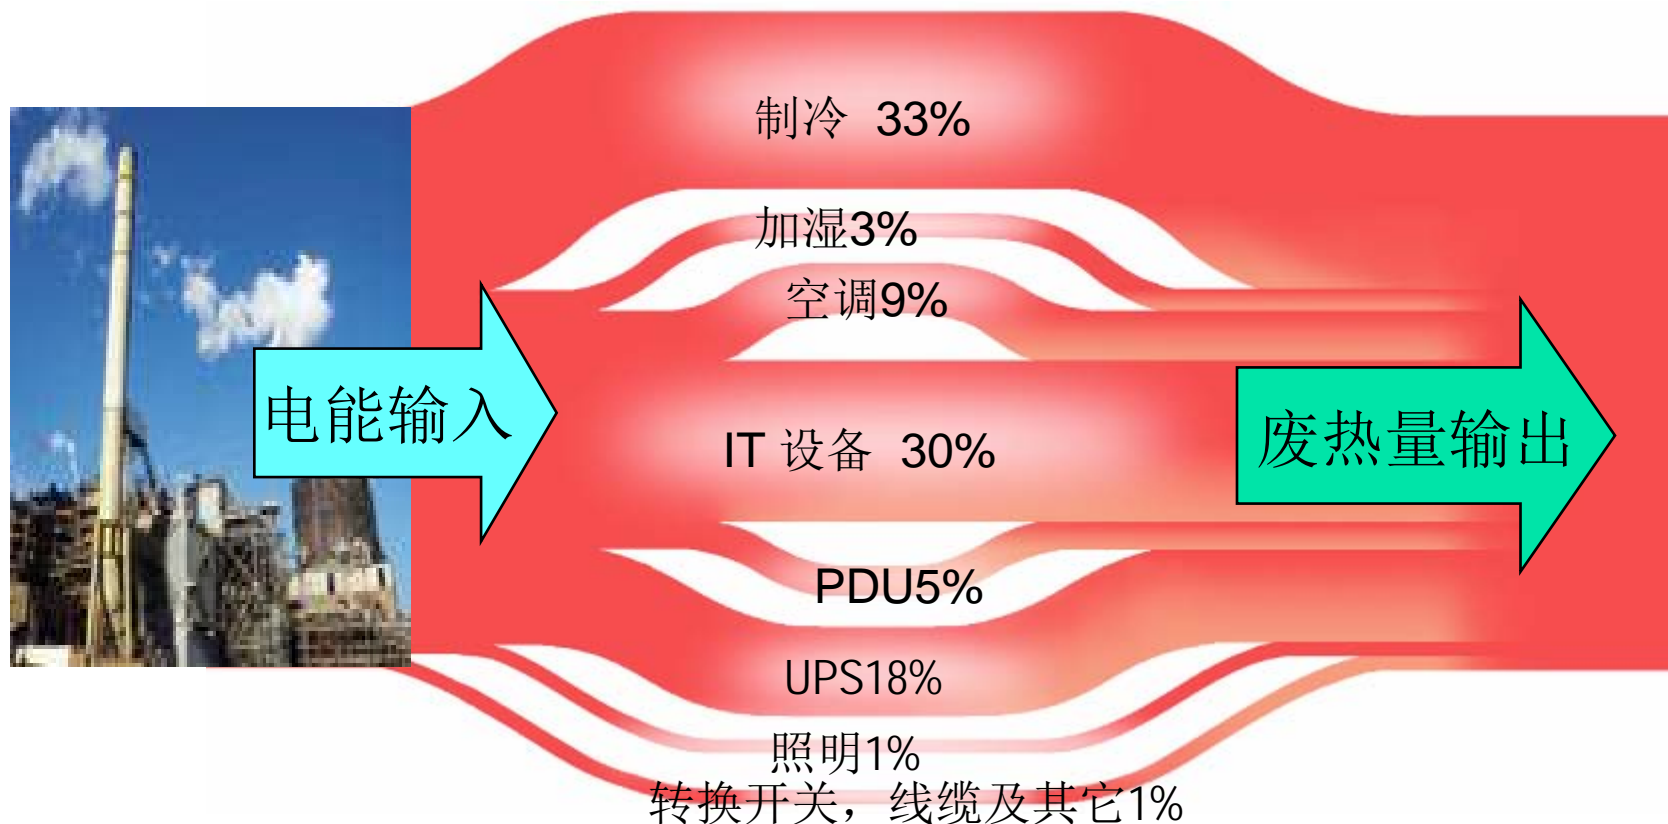 制冷 33%
加湿3%
空调9%
电能输入
IT 设备 30%
废热量输出
PDU5%
UPS18%
照明1%
转换开关，线缆及其它1%